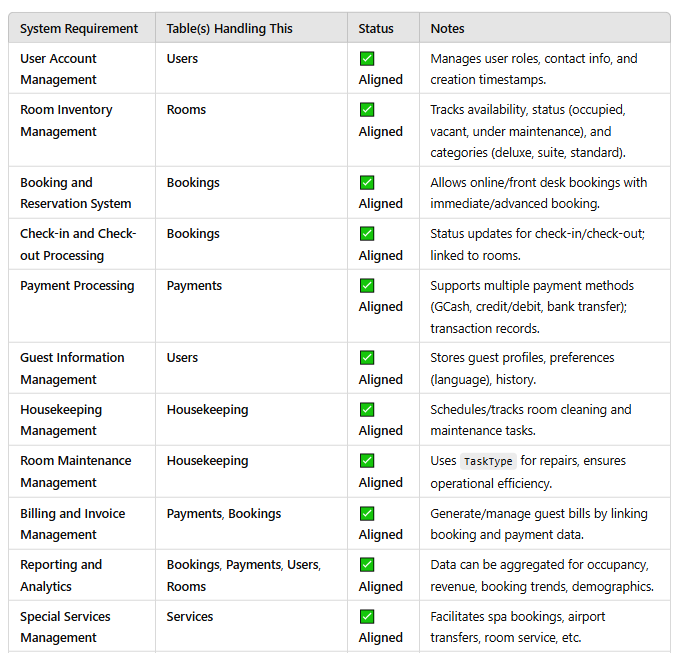 System Requirement Table(s) Handling This Status Notes
User Account Users ✅ Manages user roles, contact info, and
Management Aligned creation timestamps.
Room Inventory Rooms ✅ Tracks availability, status (occupied,
Management Aligned vacant, under maintenance), and
categories (deluxe, suite, standard).
Booking and Bookings ✅ Allows online/front desk bookings with
Reservation System Aligned immediate/advanced booking.
Check-in and Check- Bookings ✅ Status updates for check-in/check-out;
out Processing Aligned linked to rooms.
Payment Processing Payments ✅ Supports multiple payment methods
Aligned (GCash, credit/debit, bank transfer);
transaction records.
Guest Information Users ✅ Stores guest profiles, preferences
Management Aligned (language), history.
Housekeeping Housekeeping ✅ Schedules/tracks room cleaning and
Management Aligned maintenance tasks.
Room Maintenance Housekeeping ✅ Uses TaskType for repairs, ensures
Management Aligned operational efficiency.
Billing and Invoice Payments, Bookings ✅ Generate/manage guest bills by linking
Management Aligned booking and payment data.
Reporting and Bookings, Payments, Users, ✅ Data can be aggregated for occupancy,
Analytics Rooms Aligned revenue, booking trends, demographics.
Special Services Services ✅ Facilitates spa bookings, airport
Management Aligned transfers, room service, etc.